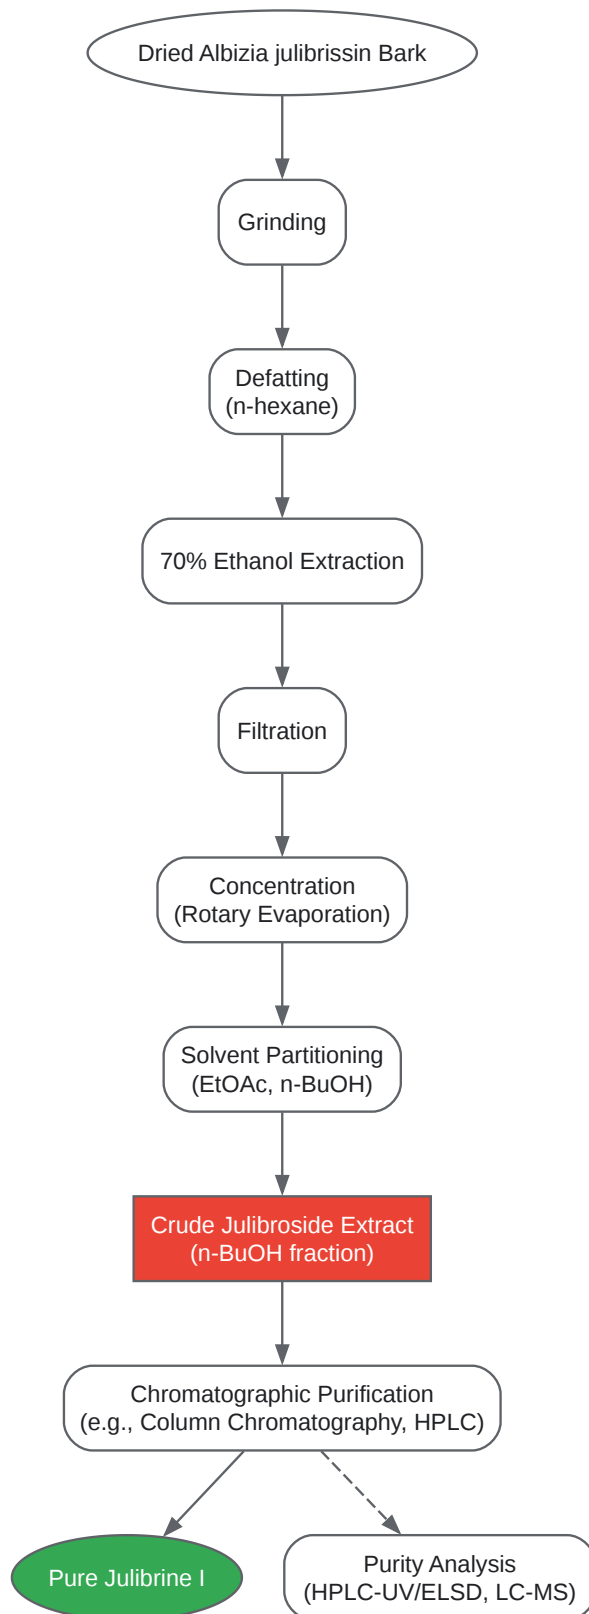 Dried Albizia julibrissin Bark
Grinding
Defatting
(n-hexane)
70% Ethanol Extraction
Filtration
Concentration
(Rotary Evaporation)
Solvent Partitioning
(EtOAc, n-BuOH)
Crude Julibroside Extract
(n-BuOH fraction)
Chromatographic Purification
(e.g., Column Chromatography, HPLC)
Pure Julibrine I
Purity Analysis
(HPLC-UV/ELSD, LC-MS)